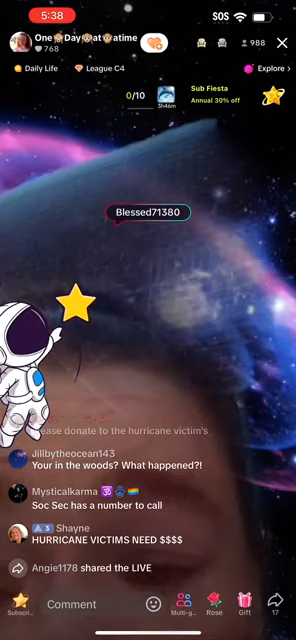 5:38
SOS
One🙈Day🙉at🙊atime
768
988
Daily Life
League C4
Explore >
0/10
3h46m
Sub Fiesta
Annual 30% off
Blessed71380
ease donate to the hurricane victim's
Jillbytheocean143
Your in the woods? What happened?!
Mysticalkarma 🕉️🪬🏳️‍🌈
Soc Sec has a number to call
3 Shayne
HURRICANE VICTIMS NEED $$$$
Angie1178 shared the LIVE
Comment
Subscri...
Multi-g...
Rose
Gift
17